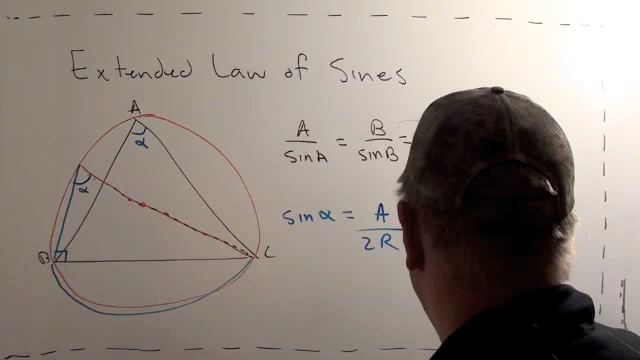 Extended Law of Sines
A
A/sinA = B/sinB =
α
α
sinα = A/2R
B
C